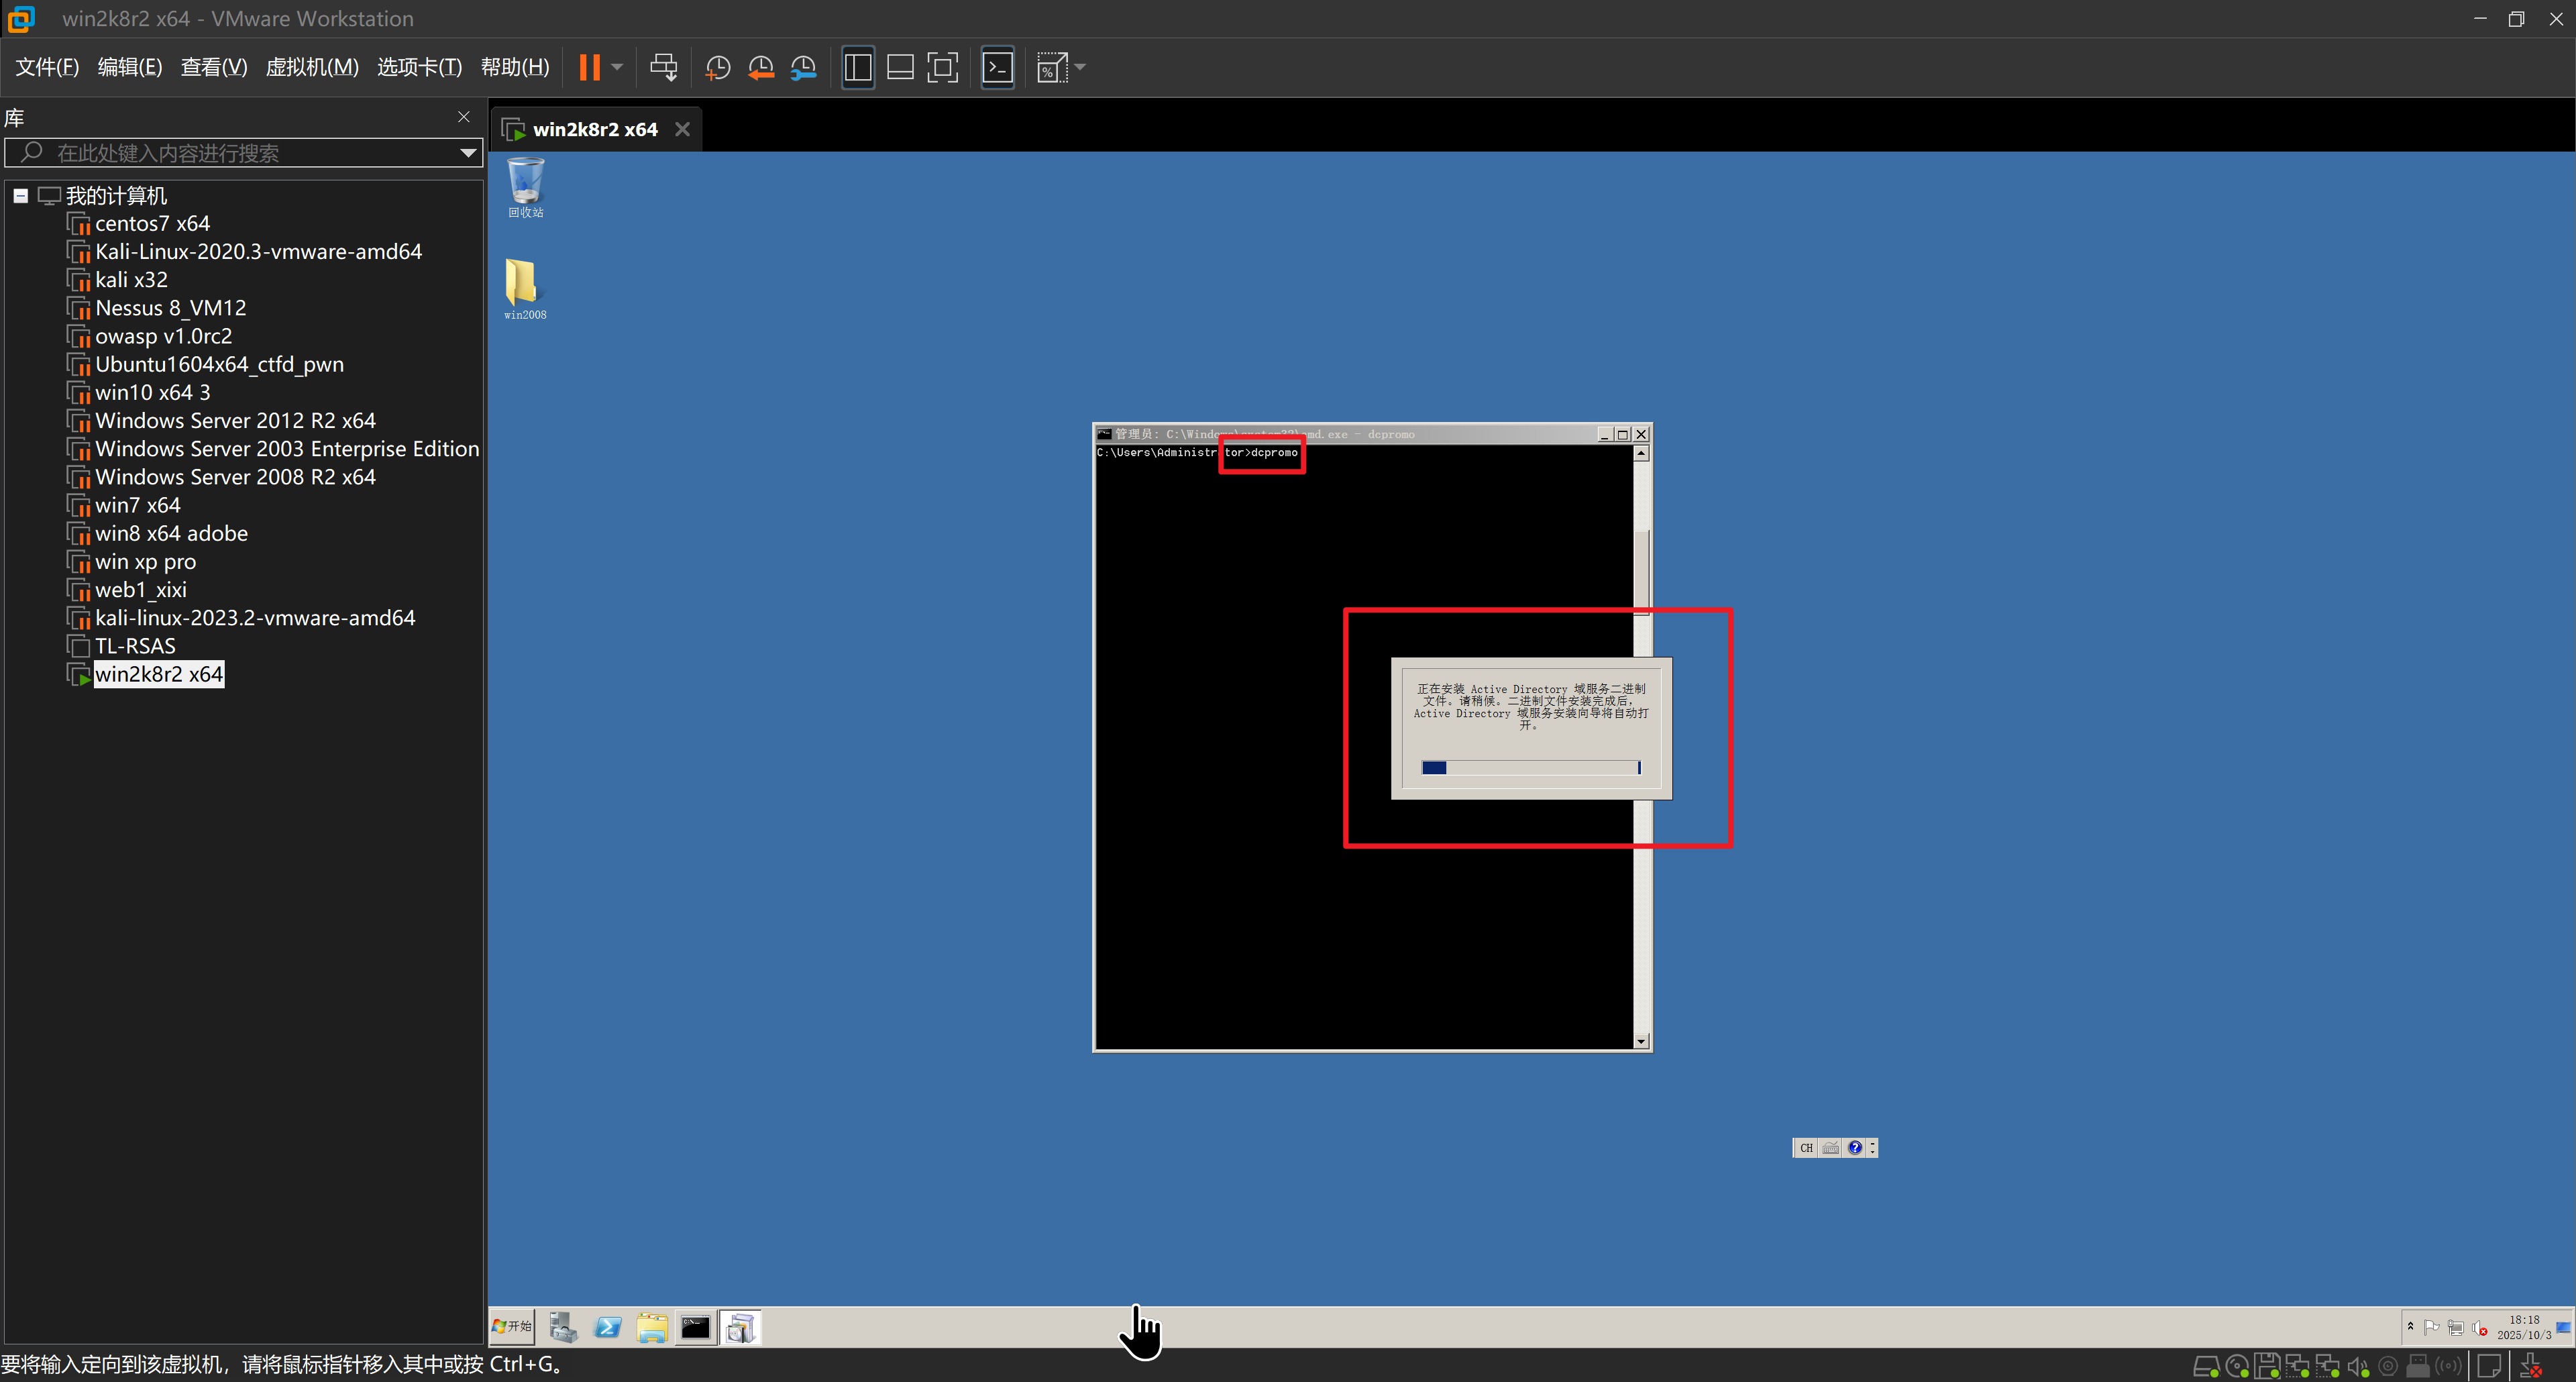 win2k8r2 x64 - VMware Workstation
文件(F) 编辑(E) 查看(V) 虚拟机(M) 选项卡(T) 帮助(H)
库
在此处键入内容进行搜索
我的计算机
centos7 x64
Kali-Linux-2020.3-vmware-amd64
kali x32
Nessus 8_VM12
owasp v1.0rc2
Ubuntu1604x64_ctfd_pwn
win10 x64 3
Windows Server 2012 R2 x64
Windows Server 2003 Enterprise Edition
Windows Server 2008 R2 x64
win7 x64
win8 x64 adobe
win xp pro
web1_xixi
kali-linux-2023.2-vmware-amd64
TL-RSAS
win2k8r2 x64
win2k8r2 x64
回收站
win2008
管理员: C:\Windows\system32\cmd.exe - dcpromo
C:\Users\Administrator>dcpromo
正在安装 Active Directory 域服务二进制
文件。请稍候。二进制文件安装完成后，
Active Directory 域服务安装向导将自动打
开。
CH
开始
18:18
2025/10/3
要将输入定向到该虚拟机，请将鼠标指针移入其中或按 Ctrl+G。